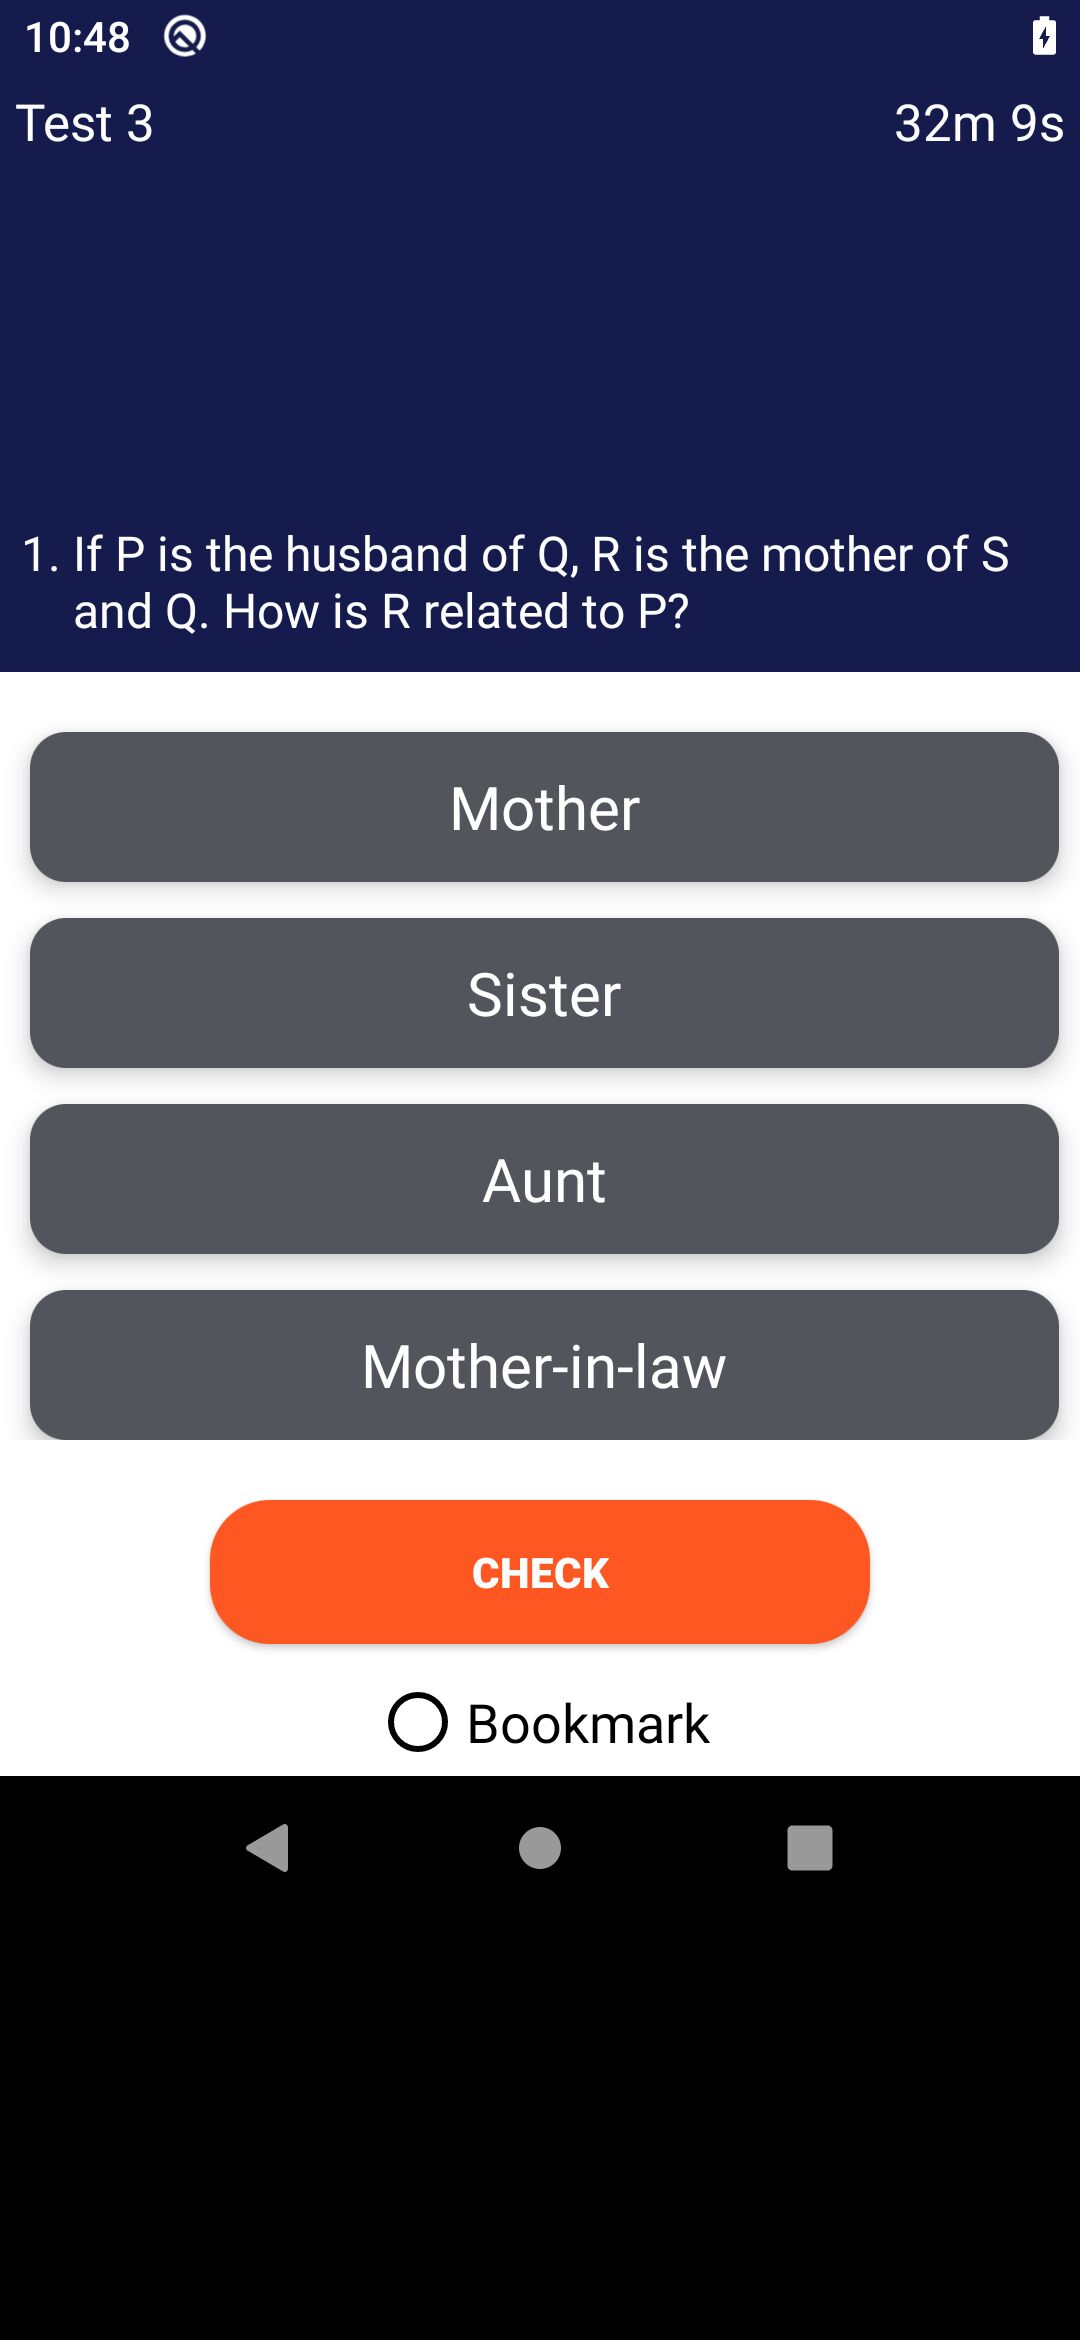 10:48
Test 3
32m 9s
1. If P is the husband of Q, R is the mother of S
and Q. How is R related to P?
Mother
Sister
Aunt
Mother-in-law
CHECK
Bookmark